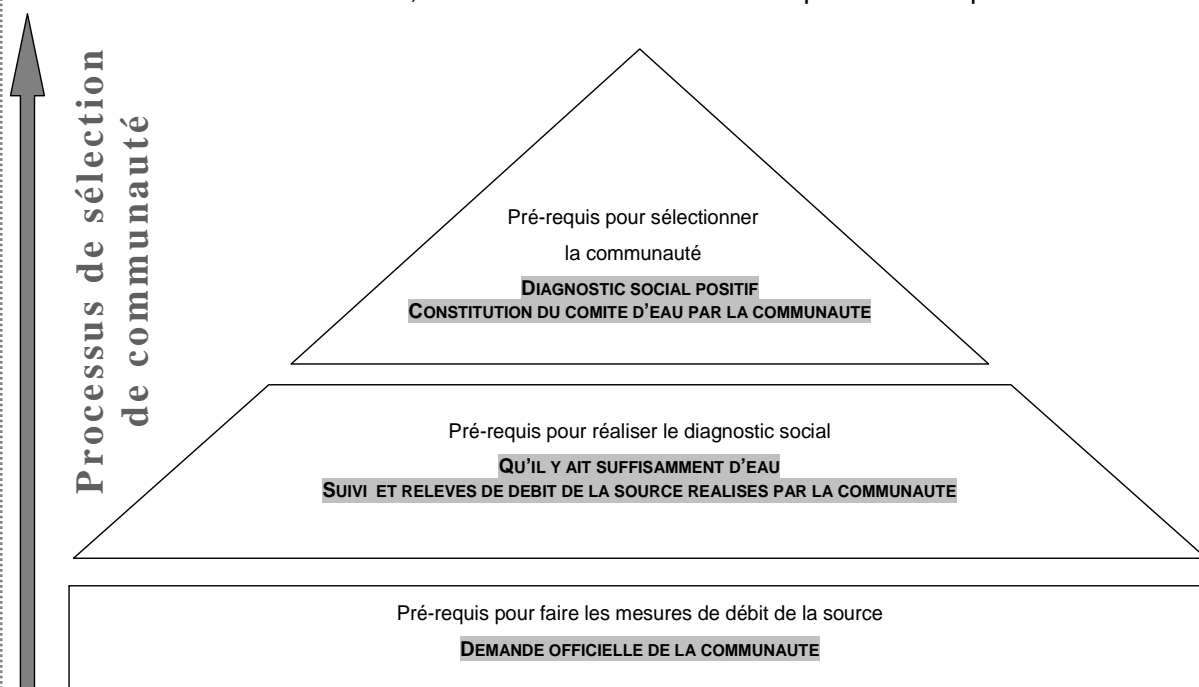 Processus de sélection
de communauté
Pré-requis pour sélectionner
la communauté
DIAGNOSTIC SOCIAL POSITIF
CONSTITUTION DU COMITE D'EAU PAR LA COMMUNAUTE
Pré-requis pour réaliser le diagnostic social
QU'IL Y AIT SUFFISAMMENT D'EAU
SUIVI ET RELEVES DE DEBIT DE LA SOURCE REALISES PAR LA COMMUNAUTE
Pré-requis pour faire les mesures de débit de la source
DEMANDE OFFICIELLE DE LA COMMUNAUTE